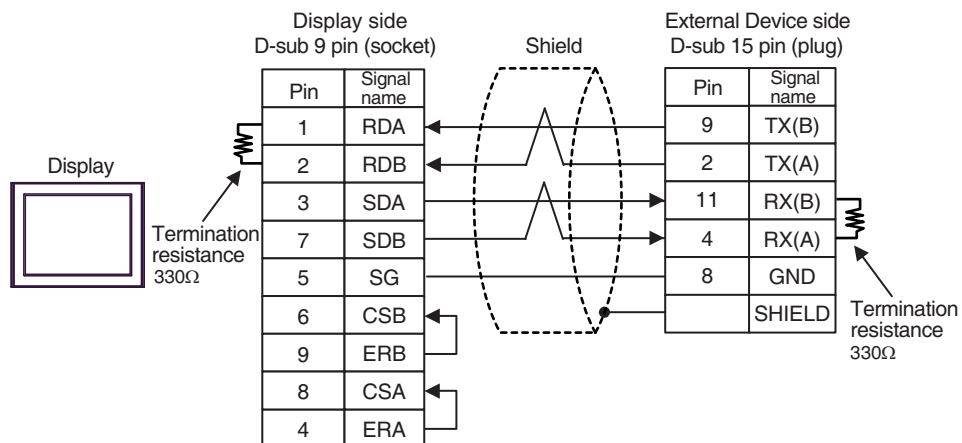 Display side
D-sub 9 pin (socket)
Shield
External Device side
D-sub 15 pin (plug)
Pin
Signal name
Pin
Signal name
1 RDA
9 TX(B)
2 RDB
2 TX(A)
3 SDA
11 RX(B)
7 SDB
4 RX(A)
5 SG
8 GND
6 CSB
SHIELD
9 ERB
8 CSA
4 ERA
Display
Termination
resistance
330Ω
Termination
resistance
330Ω